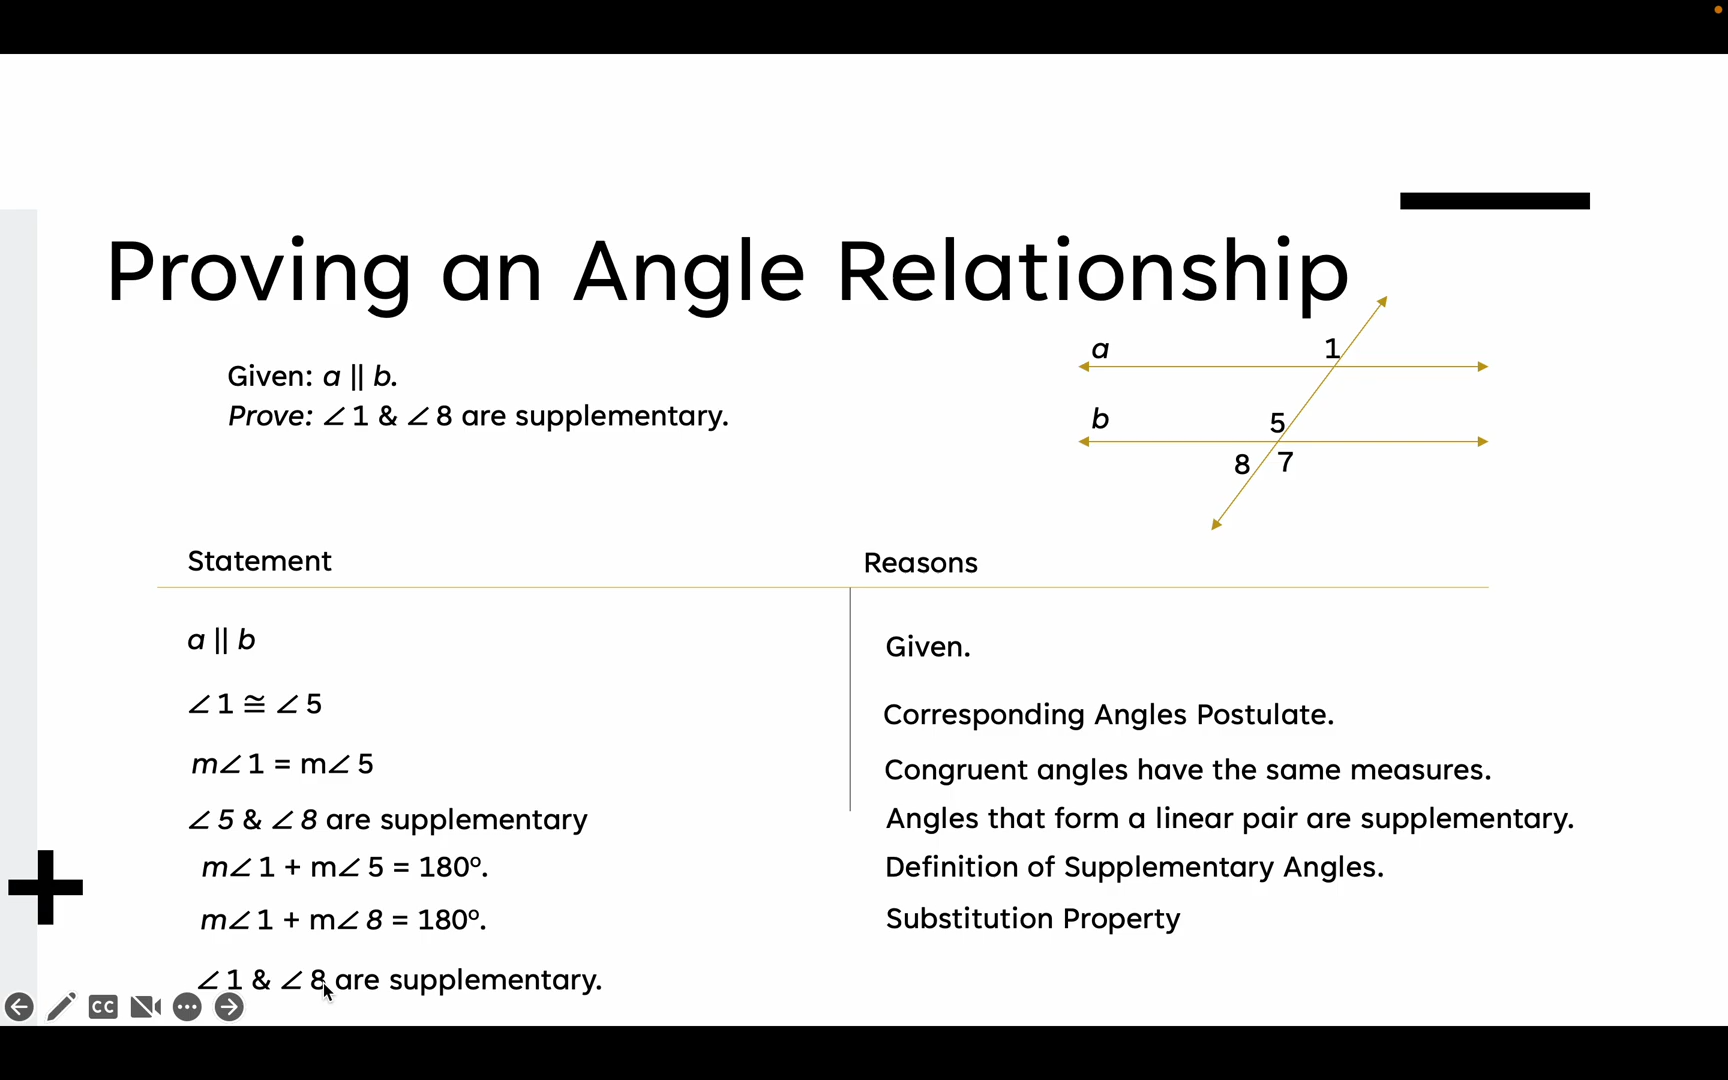 Proving an Angle Relationship
Given: a || b.
Prove: ∠1 & ∠8 are supplementary.
a
1
b
5
8
7
Statement
Reasons
a || b
Given.
∠1 ≅ ∠5
Corresponding Angles Postulate.
m∠1 = m∠5
Congruent angles have the same measures.
∠5 & ∠8 are supplementary
Angles that form a linear pair are supplementary.
m∠1 + m∠5 = 180º.
Definition of Supplementary Angles.
m∠1 + m∠8 = 180º.
Substitution Property
∠1 & ∠8 are supplementary.
CC